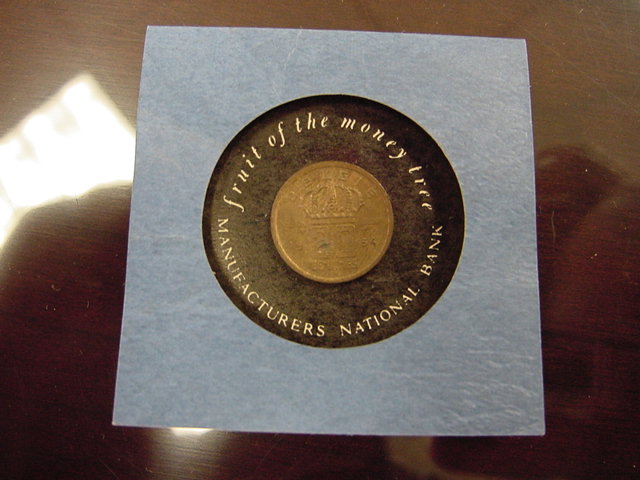 fruit of the money tree
MANUFACTURERS NATIONAL BANK